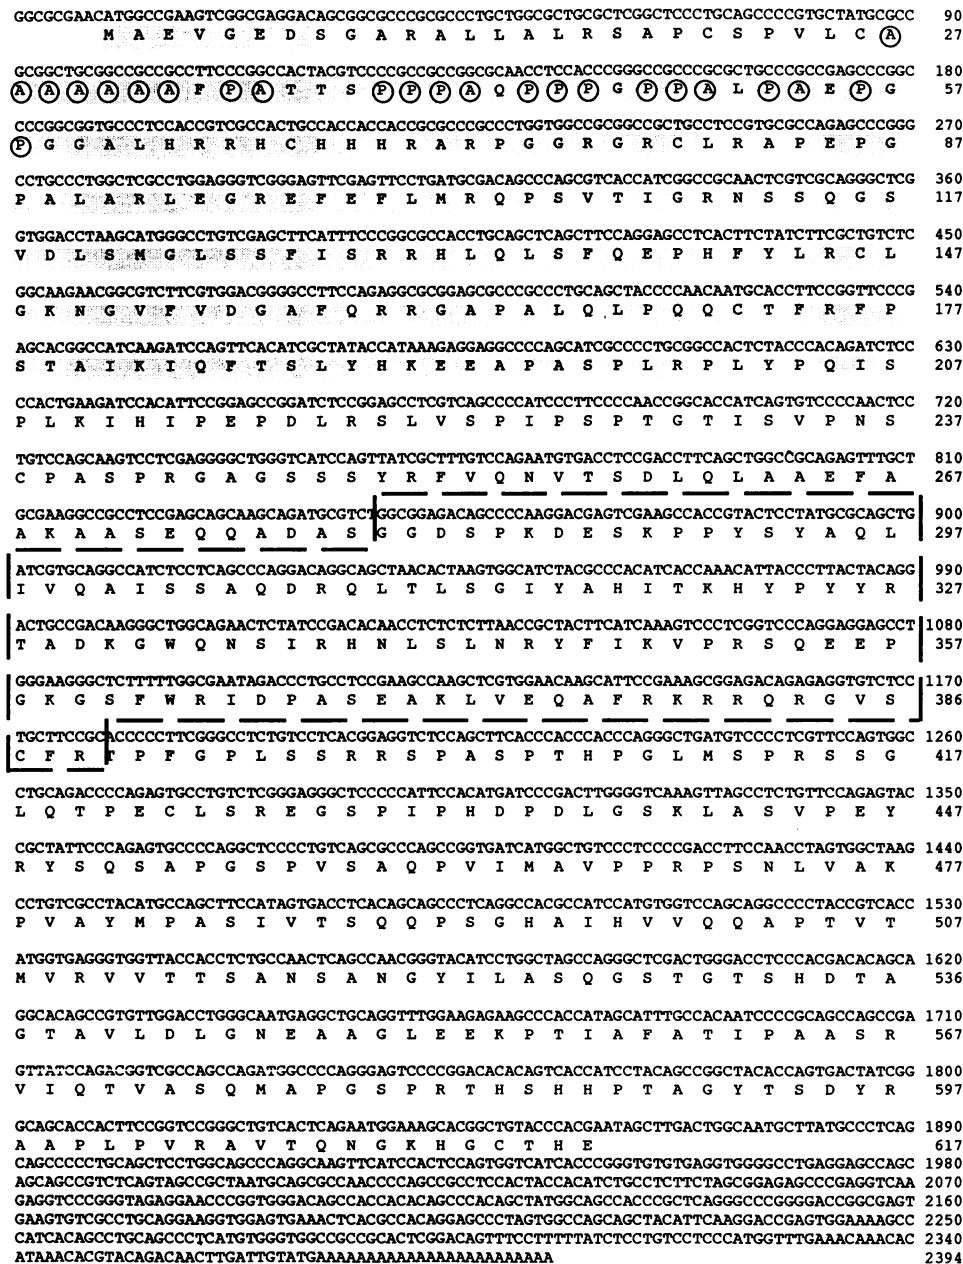 GGCGCGAACATGGCCGAAGTCGGCGAGGACAGCGGCGCCCGCGCCCTGCTGGCGCTGCGCTCGGCTCCCTGCAGCCCCGTGCTATGCGCC 90
M A E V G E D S G A R A L L A L R S A P C S P V L C A 27
GCGGCTGCGGCCGCCGCCTTCCCGGCCACTACGTCCCCGCCGCCGGCGCAACCTCCACCCGGGCCGCCCGCGCTGCCCGCCGAGCCCGGC 180
A A A A A A F P A T T S P P P A Q P P P G P P A L P A E P G 57
CCCGGCGGTGCCCTCCACCGTCGCCACTGCCACCACCACCGCGCCCGCCCTGGTGGCCGCGGCCGCTGCCTCCGTGCGCCAGAGCCCGGG 270
P G G A L H R R H C H H H R A R P G G R G R C L R A P E P G 87
CCTGCCCTGGCTCGCCTGGAGGGTCGGGAGTTCGAGTTCCTGATGCGACAGCCCAGCGTCACCATCGGCCGCAACTCGTCGCAGGGCTCG 360
P A L A R L E G R E F E F L M R Q P S V T I G R N S S Q G S 117
GTGGACCTAAGCATGGGCCTGTCGAGCTTCATTTCCCGGCGCCACCTGCAGCTCAGCTTCCAGGAGCCTCACTTCTATCTTCGCTGTCTC 450
V D L S M G L S S F I S R R H L Q L S F Q E P H F Y L R C L 147
GGCAAGAACGGCGTCTTCGTGGACGGGGCCTTCCAGAGGCGCGGAGCGCCCGCCCTGCAGCTACCCCAACAATGCACCTTCCGGTTCCCG 540
G K N G V F V D G A F Q R R G A P A L Q L P Q Q C T F R F P 177
AGCACGGCCATCAAGATCCAGTTCACATCGCTATACCATAAAGAGGAGGCCCCAGCATCGCCCCTGCGGCCACTCTACCCACAGATCTCC 630
S T A I K I Q F T S L Y H K E E A P A S P L R P L Y P Q I S 207
CCACTGAAGATCCACATTCCGGAGCCGGATCTCCGGAGCCTCGTCAGCCCCATCCCTTCCCCAACCGGCACCATCAGTGTCCCCAACTCC 720
P L K I H I P E P D L R S L V S P I P S P T G T I S V P N S 237
TGTCCAGCAAGTCCTCGAGGGGCTGGGTCATCCAGTTATCGCTTTGTCCAGAATGTGACCTCCGACCTTCAGCTGGCCGCAGAGTTTGCT 810
C P A S P R G A G S S S Y R F V Q N V T S D L Q L A A E F A 267
GCGAAGGCCGCCTCCGAGCAGCAAGCAGATGCGTCTGGCGGAGACAGCCCCAAGGACGAGTCGAAGCCACCGTACTCCTATGCGCAGCTG 900
A K A A S E Q Q A D A S G G D S P K D E S K P P Y S Y A Q L 297
ATCGTGCAGGCCATCTCCTCAGCCCAGGACAGGCAGCTAACACTAAGTGGCATCTACGCCCACATCACCAAACATTACCCTTACTACAGG 990
I V Q A I S S A Q D R Q L T L S G I Y A H I T K H Y P Y Y R 327
ACTGCCGACAAGGGCTGGCAGAACTCTATCCGACACAACCTCTCTCTTAACCGCTACTTCATCAAAGTCCCTCGGTCCCAGGAGGAGCCT 1080
T A D K G W Q N S I R H N L S L N R Y F I K V P R S Q E E P 357
GGGAAGGGCTCTTTTTGGCGAATAGACCCTGCCTCCGAAGCCAAGCTCGTGGAACAAGCATTCCGAAAGCGGAGACAGAGAGGTGTCTCC 1170
G K G S F W R I D P A S E A K L V E Q A F R K R R Q R G V S 386
TGCTTCCGCACCCCCTTCGGGCCTCTGTCCTCACGGAGGTCTCCAGCTTCACCCACCCACCCAGGGCTGATGTCCCCTCGTTCCAGTGGC 1260
C F R T P F G P L S S R R S P A S P T H P G L M S P R S S G 417
CTGCAGACCCCAGAGTGCCTGTCTCGGGAGGGCTCCCCCATTCCACATGATCCCGACTTGGGGTCAAAGTTAGCCTCTGTTCCAGAGTAC 1350
L Q T P E C L S R E G S P I P H D P D L G S K L A S V P E Y 447
CGCTATTCCCAGAGTGCCCCAGGCTCCCCTGTCAGCGCCCAGCCGGTGATCATGGCTGTCCCTCCCCGACCTTCCAACCTAGTGGCTAAG 1440
R Y S Q S A P G S P V S A Q P V I M A V P P R P S N L V A K 477
CCTGTCGCCTACATGCCAGCTTCCATAGTGACCTCACAGCAGCCCTCAGGCCACGCCATCCATGTGGTCCAGCAGGCCCCTACCGTCACC 1530
P V A Y M P A S I V T S Q Q P S G H A I H V V Q Q A P T V T 507
ATGGTGAGGGTGGTTACCACCTCTGCCAACTCAGCCAACGGGTACATCCTGGCTAGCCAGGGCTCGACTGGGACCTCCCACGACACAGCA 1620
M V R V V T T S A N S A N G Y I L A S Q G S T G T S H D T A 536
GGCACAGCCGTGTTGGACCTGGGCAATGAGGCTGCAGGTTTGGAAGAGAAGCCCACCATAGCATTTGCCACAATCCCCGCAGCCAGCCGA 1710
G T A V L D L G N E A A G L E E K P T I A F A T I P A A S R 567
GTTATCCAGACGGTCGCCAGCCAGATGGCCCCAGGGAGTCCCCGGACACACAGTCACCATCCTACAGCCGGCTACACCAGTGACTATCGG 1800
V I Q T V A S Q M A P G S P R T H S H H P T A G Y T S D Y R 597
GCAGCACCACTTCCGGTCCGGGCTGTCACTCAGAATGGAAAGCACGGCTGTACCCACGAATAGCTTGACTGGCAATGCTTATGCCCTCAG 1890
A A P L P V R A V T Q N G K H G C T H E 617
CAGCCCCCTGCAGCTCCTGGCAGCCCAGGCAAGTTCATCCACTCCAGTGGTCATCACCCGGGTGTGTGAGGTGGGGCCTGAGGAGCCAGC 1980
AGCAGCCGTCTCAGTAGCCGCTAATGCAGCGCCAACCCCAGCCGCCTCCACTACCACATCTGCCTCTTCTAGCGGAGAGCCCGAGGTCAA 2070
GAGGTCCCGGGTAGAGGAACCCGGTGGGACAGCCACCACACAGCCCACAGCTATGGCAGCCACCCGCTCAGGGCCCGGGGACCGGCGAGT 2160
GAAGTGTCGCCTGCAGGAAGGTGGAGTGAAACTCACGCCACAGGAGCCCTAGTGGCCAGCAGCTACATTCAAGGACCGAGTGGAAAAGCC 2250
CATCACAGCCTGCAGCCCTCATGTGGGTGGCCGCCGCACTCGGACAGTTTCCTTTTTATCTCCTGTCCTCCCATGGTTTGAAACAAACAC 2340
ATAAACACGTACAGACAACTTGATTGTATGAAAAAAAAAAAAAAAAAAAAAAAA 2394